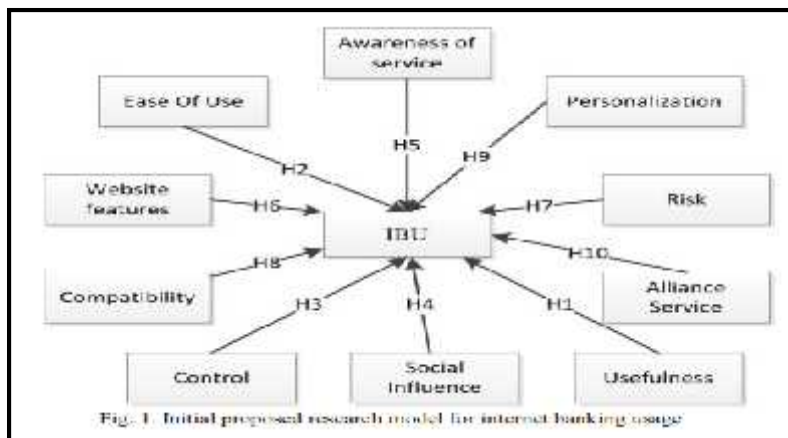 Awareness of
service
Ease Of Use
Personalization
H5
H2
H9
Website
features
H6
H7
Risk
IBU
H8
H10
Compatibility
Alliance
Service
H3
H4
H1
Control
Social
Influence
Usefulness
Fig. 1. Initial proposed research model for internet banking usage